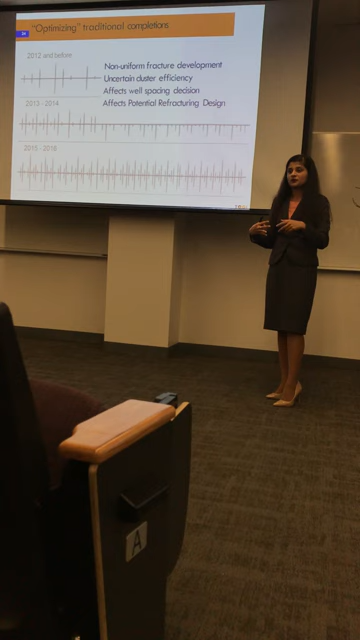 "Optimizing" traditional completions
2012 and before
Non-uniform fracture development
Uncertain cluster efficiency
Affects well spacing decision
Affects Potential Refracturing Design
2013 - 2014
2015 - 2016
A